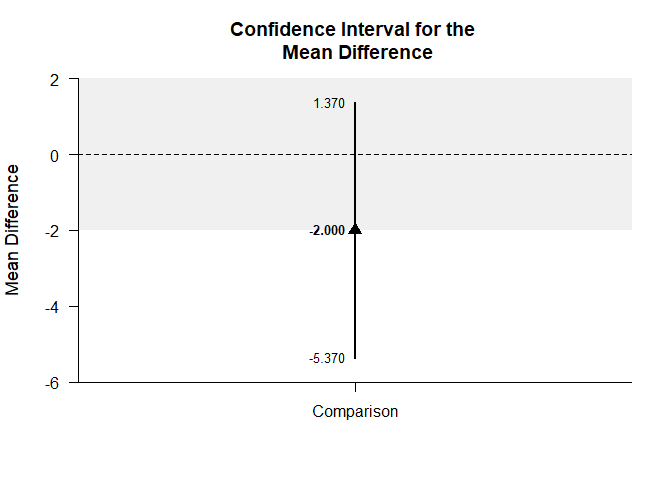 Confidence Interval for the
Mean Difference
Mean Difference
2
0
-2
-4
-6
1.370
-2.000
-5.370
Comparison